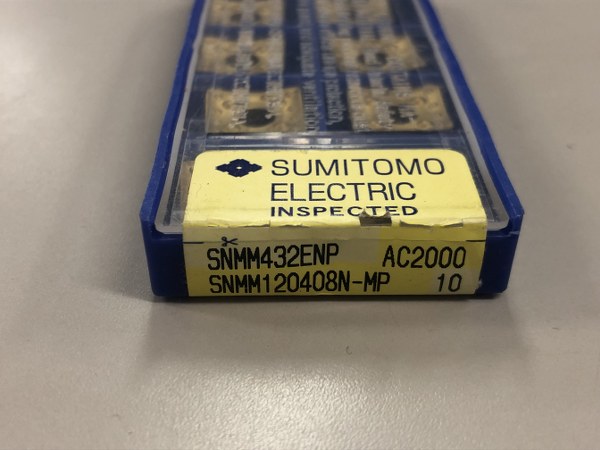 SUMITOMO
ELECTRIC
INSPECTED
SNMM432ENP AC2000
SNMM120408N-MP 10